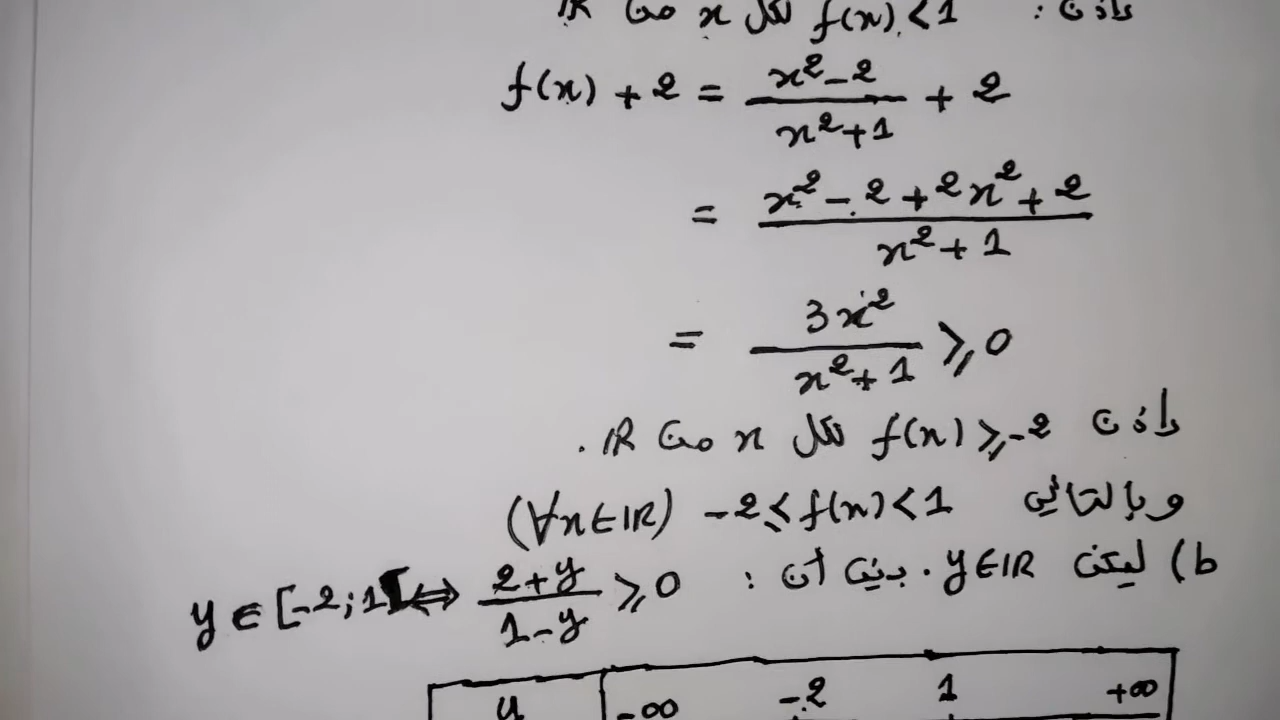 إذن : f(x) < 1 لكل x من IR
f(x) + 2 = (x² - 2)/(x² + 1) + 2
= (x² - 2 + 2x² + 2)/(x² + 1)
= 3x²/(x² + 1) ⩾ 0
إذن f(x) ⩾ -2 لكل x من IR .
وبالتالي -2 ⩽ f(x) < 1 (∀x∈IR)
b) ليكن y∈IR . بين أن :
y ∈ [-2 ; 1[ ⇔ (2+y)/(1-y) ⩾ 0
y -∞ -2 1 +∞